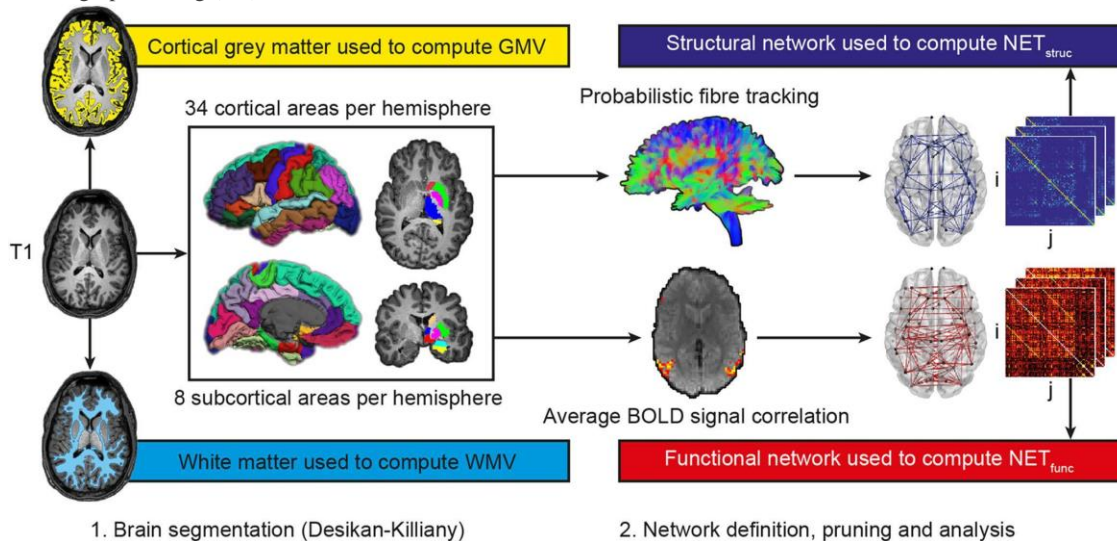 Cortical grey matter used to compute GMV
Structural network used to compute NETstruc
34 cortical areas per hemisphere
Probabilistic fibre tracking
i
j
T1
i
j
8 subcortical areas per hemisphere
Average BOLD signal correlation
White matter used to compute WMV
Functional network used to compute NETfunc
1. Brain segmentation (Desikan-Killiany)
2. Network definition, pruning and analysis